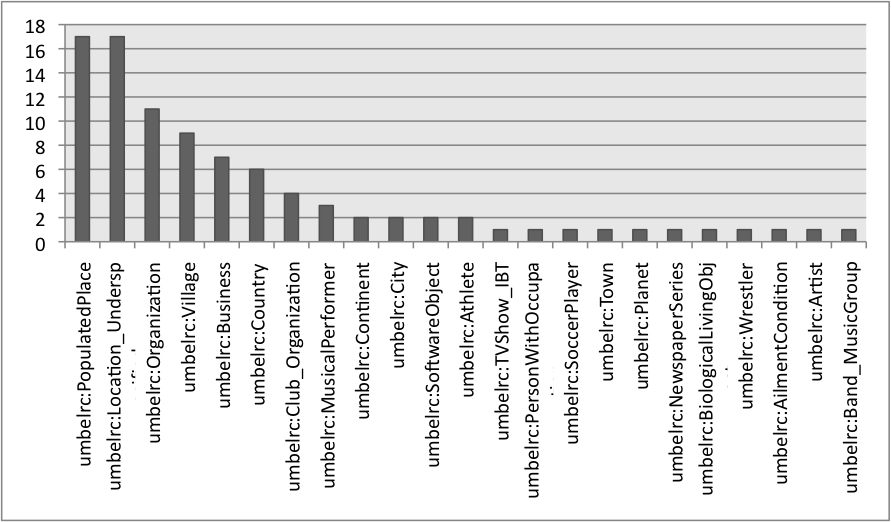 18
16
14
12
10
8
6
4
2
0
umbelrc:PopulatedPlace
umbelrc:Location_Undersp
umbelrc:Organization
umbelrc:Village
umbelrc:Business
umbelrc:Country
umbelrc:Club_Organization
umbelrc:MusicalPerformer
umbelrc:Continent
umbelrc:City
umbelrc:SoftwareObject
umbelrc:Athlete
umbelrc:TVShow_IBT
umbelrc:PersonWithOccupa
umbelrc:SoccerPlayer
umbelrc:Town
umbelrc:Planet
umbelrc:NewspaperSeries
umbelrc:BiologicalLivingObj
umbelrc:Wrestler
umbelrc:AilmentCondition
umbelrc:Artist
umbelrc:Band_MusicGroup